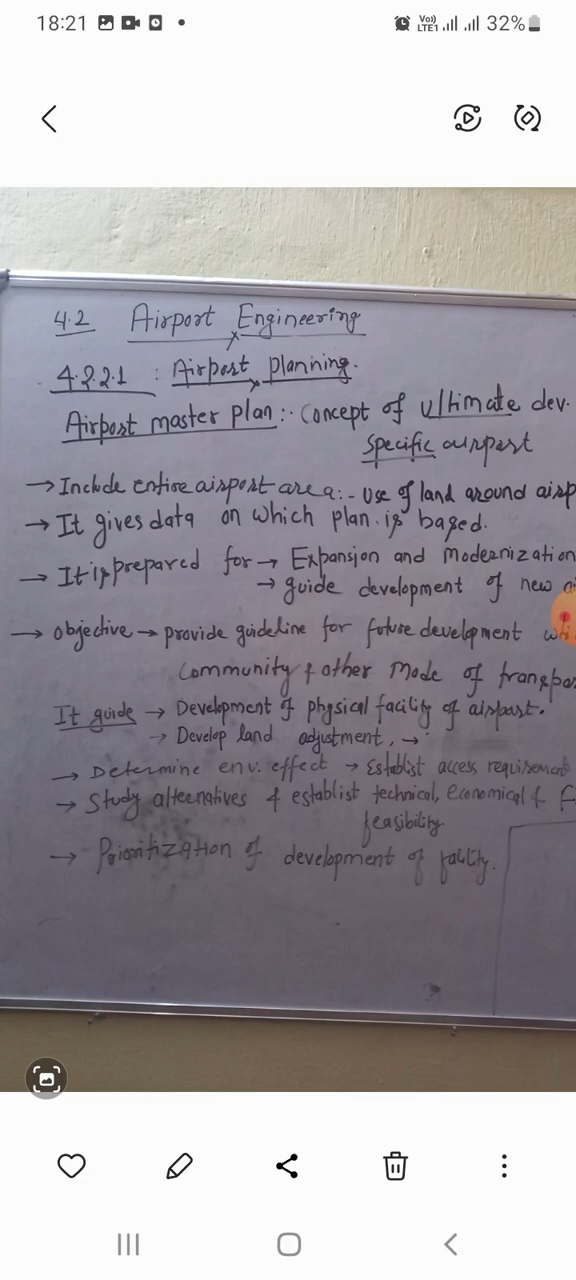 18:21
Vo)) LTE1 32%
4.2 Airport Engineering
4.2.2.1 : Airport planning.
Airport master plan :- Concept of ultimate dev.
Specific airport
→ Include entire airport area :- Use of land around airp
→ It gives data on which plan is based.
→ It is prepared for → Expansion and modernization
→ guide development of new
→ objective → provide guideline for future development
Community & other mode of transpo
It guide → Development of physical facility of airport.
→ Develop land adjustment, →
→ Determine env. effect → Establist access requirement
→ Study alternatives & establist technical, economical & F
feasibility
→ Prioritization of development of facility.